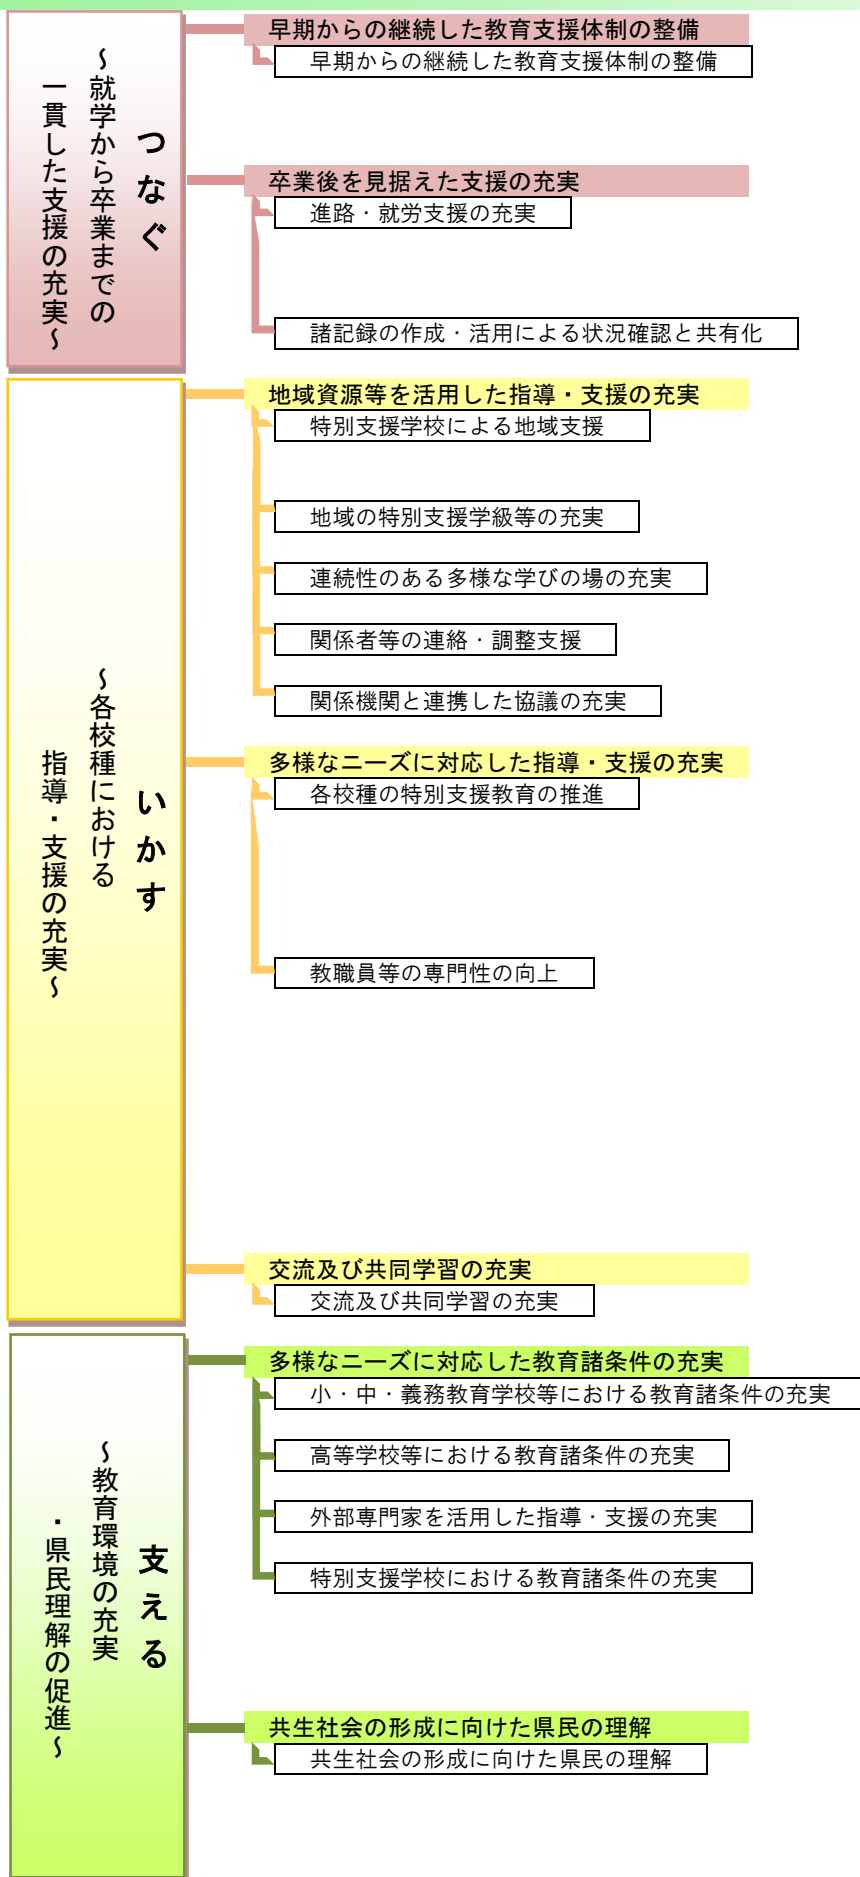 つなぐ
～就学から卒業までの
一貫した支援の充実～
早期からの継続した教育支援体制の整備
早期からの継続した教育支援体制の整備
卒業後を見据えた支援の充実
進路・就労支援の充実
諸記録の作成・活用による状況確認と共有化
いかす
～各校種における
指導・支援の充実～
地域資源等を活用した指導・支援の充実
特別支援学校による地域支援
地域の特別支援学級等の充実
連続性のある多様な学びの場の充実
関係者等の連絡・調整支援
関係機関と連携した協議の充実
多様なニーズに対応した指導・支援の充実
各校種の特別支援教育の推進
教職員等の専門性の向上
交流及び共同学習の充実
交流及び共同学習の充実
支える
～教育環境の充実
・県民理解の促進～
多様なニーズに対応した教育諸条件の充実
小・中・義務教育学校等における教育諸条件の充実
高等学校等における教育諸条件の充実
外部専門家を活用した指導・支援の充実
特別支援学校における教育諸条件の充実
共生社会の形成に向けた県民の理解
共生社会の形成に向けた県民の理解